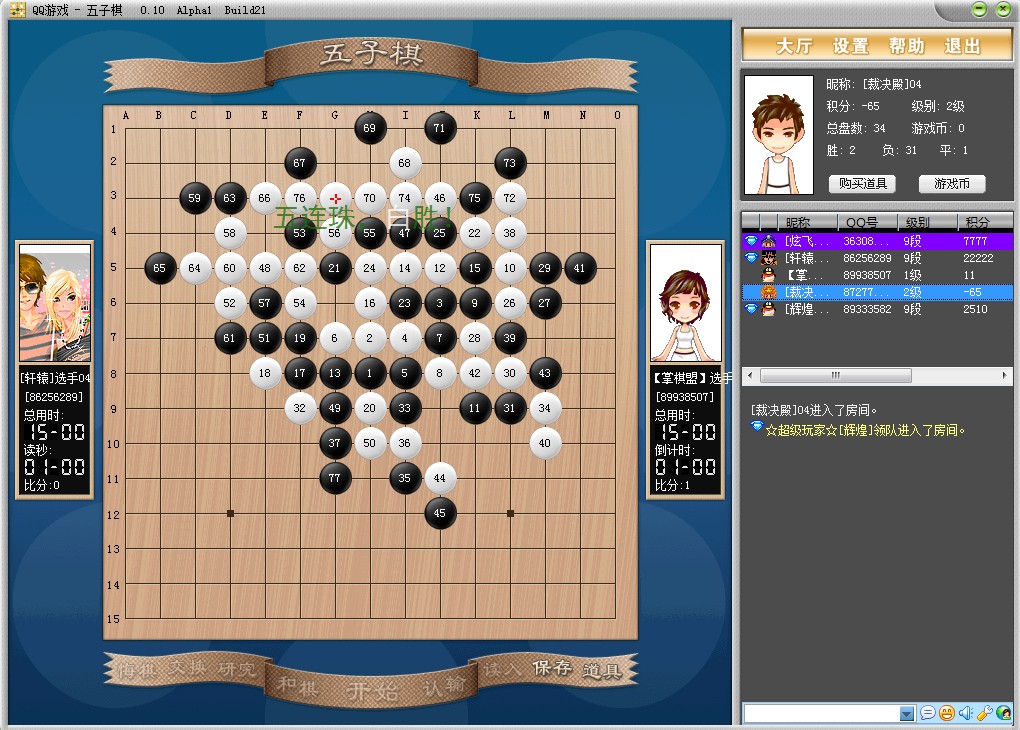 QQ游戏 - 五子棋 0.10 Alpha1 Build21
五子棋
大厅 设置 帮助 退出
昵称: [裁决殿]04
积分: -65 级别: 2级
总盘数: 34 游戏币: 0
胜: 2 负: 31 平: 1
购买道具 游戏币
昵称 QQ号 级别 积分
[炫飞... 36308... 9段 7777
[轩辕... 86256289 9段 22222
【掌... 89938507 1级 11
[裁决... 87277... 2级 -65
[辉煌... 89333582 9段 2510
[裁决殿]04进入了房间。
☆超级玩家☆[辉煌]领队进入了房间。
A B C D E F G H I J K L M N O
1 69 71
2 67 68 73
3 59 63 66 76 70 74 46 75 72
五连珠，白胜！
4 58 53 56 55 47 25 22 38
5 65 64 60 48 62 21 24 14 12 15 10 29 41
6 52 57 54 16 23 3 9 26 27
7 61 51 19 6 2 4 7 28 39
8 18 17 13 1 5 8 42 30 43
9 32 49 20 33 11 31 34
10 37 50 36 40
11 77 35 44
12 45
13
14
15
[轩辕]选手04
[86256289]
总用时:
15-00
读秒:
01-00
比分:0
【掌棋盟】选手
[89938507]
总用时:
15-00
倒计时:
01-00
比分:1
悔棋 交换 研究 和棋 开始 认输 读入 保存 道具